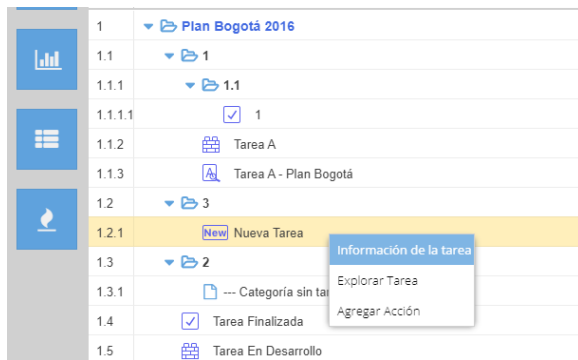 1 Plan Bogotá 2016
1.1 1
1.1.1 1.1
1.1.1.1 1
1.1.2 Tarea A
1.1.3 Tarea A - Plan Bogotá
1.2 3
1.2.1 New Nueva Tarea
Información de la tarea
1.3 2
Explorar Tarea
1.3.1 --- Categoría sin
Agregar Acción
1.4 Tarea Finalizada
1.5 Tarea En Desarrollo